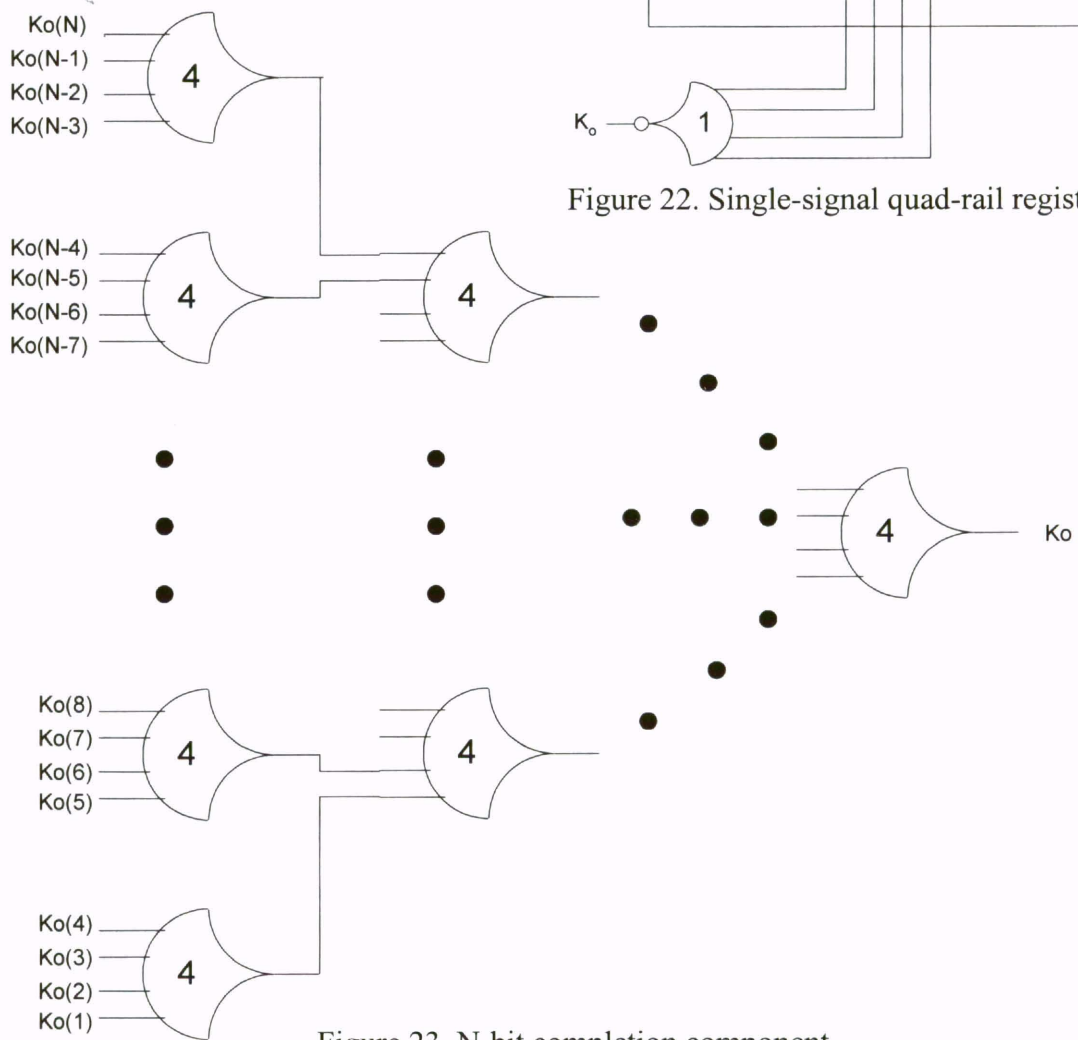 Ko(N)
Ko(N-1)
Ko(N-2)
Ko(N-3)
4
Ko
1
Figure 22. Single-signal quad-rail regist
Ko(N-4)
Ko(N-5)
Ko(N-6)
Ko(N-7)
4
4
4
Ko
Ko(8)
Ko(7)
Ko(6)
Ko(5)
4
4
Ko(4)
Ko(3)
Ko(2)
Ko(1)
4
Figure 23. N-bit completion component